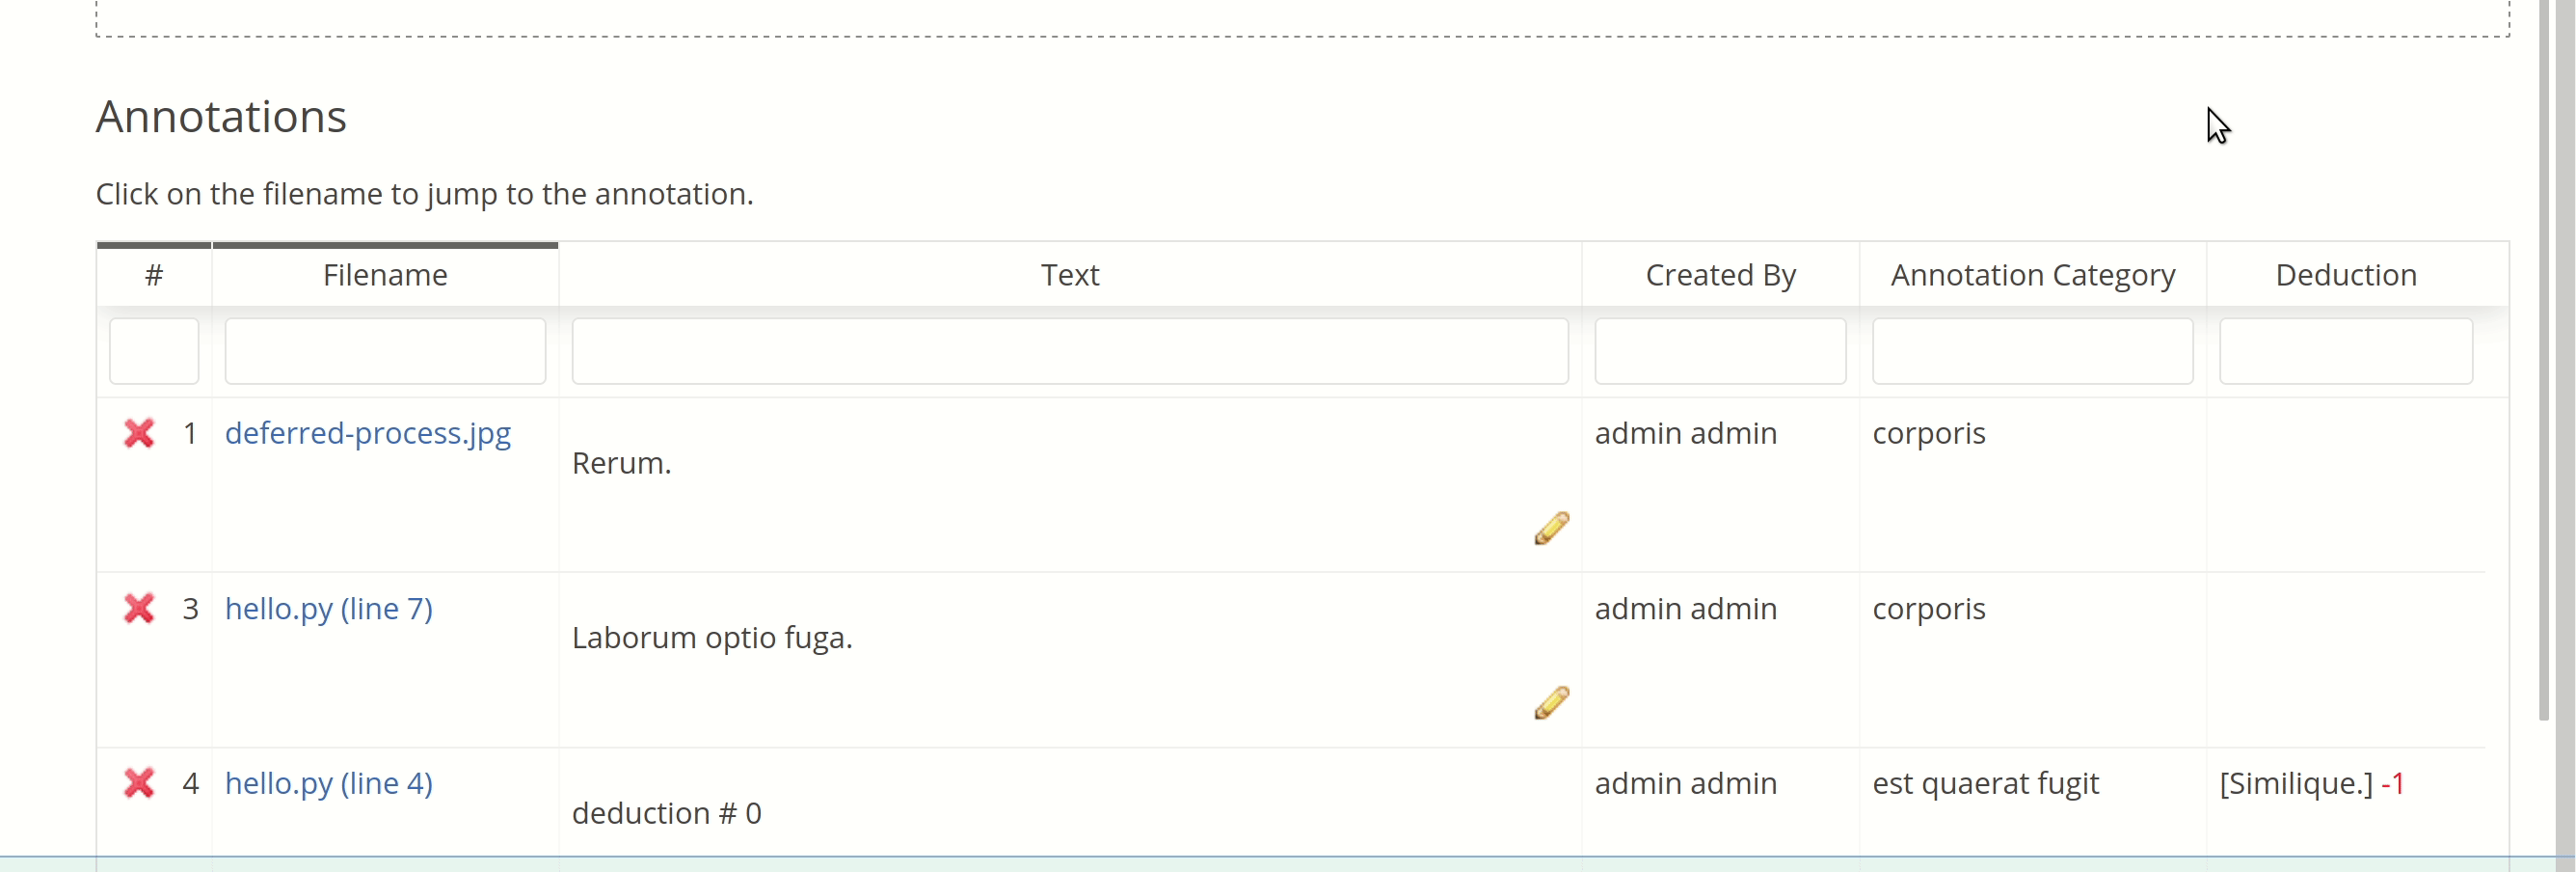 Annotations
Click on the filename to jump to the annotation.
# Filename Text Created By Annotation Category Deduction
1 deferred-process.jpg Rerum. admin admin corporis
3 hello.py (line 7) Laborum optio fuga. admin admin corporis
4 hello.py (line 4) deduction # 0 admin admin est quaerat fugit [Similique.] -1